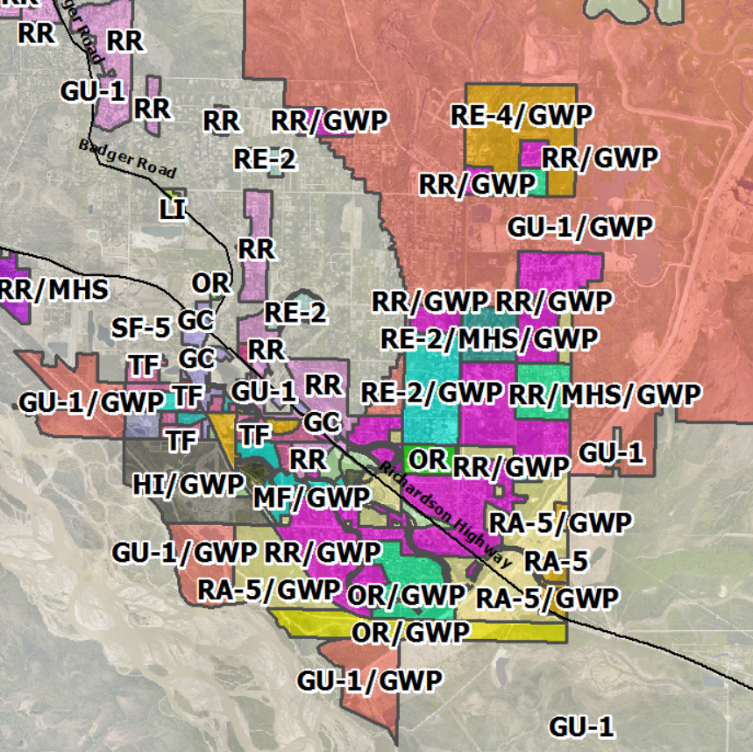 RR
RR
RR
ger Road
GU-1
RR
RR
RR/GWP
RE-4/GWP
Badger Road
RE-2
RR/GWP
RR/GWP
LI
GU-1/GWP
RR
RR/MHS
OR
RR/GWP
RR/GWP
SF-5
GC
RE-2
RE-2/MHS/GWP
TF
GC
RR
GU-1/GWP
TF
GU-1
RR
RE-2/GWP
RR/MHS/GWP
TF
TF
GC
RR
OR
RR/GWP
GU-1
HI/GWP
MF/GWP
Richardson Highway
RA-5/GWP
GU-1/GWP
RR/GWP
RA-5
RA-5/GWP
OR/GWP
RA-5/GWP
OR/GWP
GU-1/GWP
GU-1